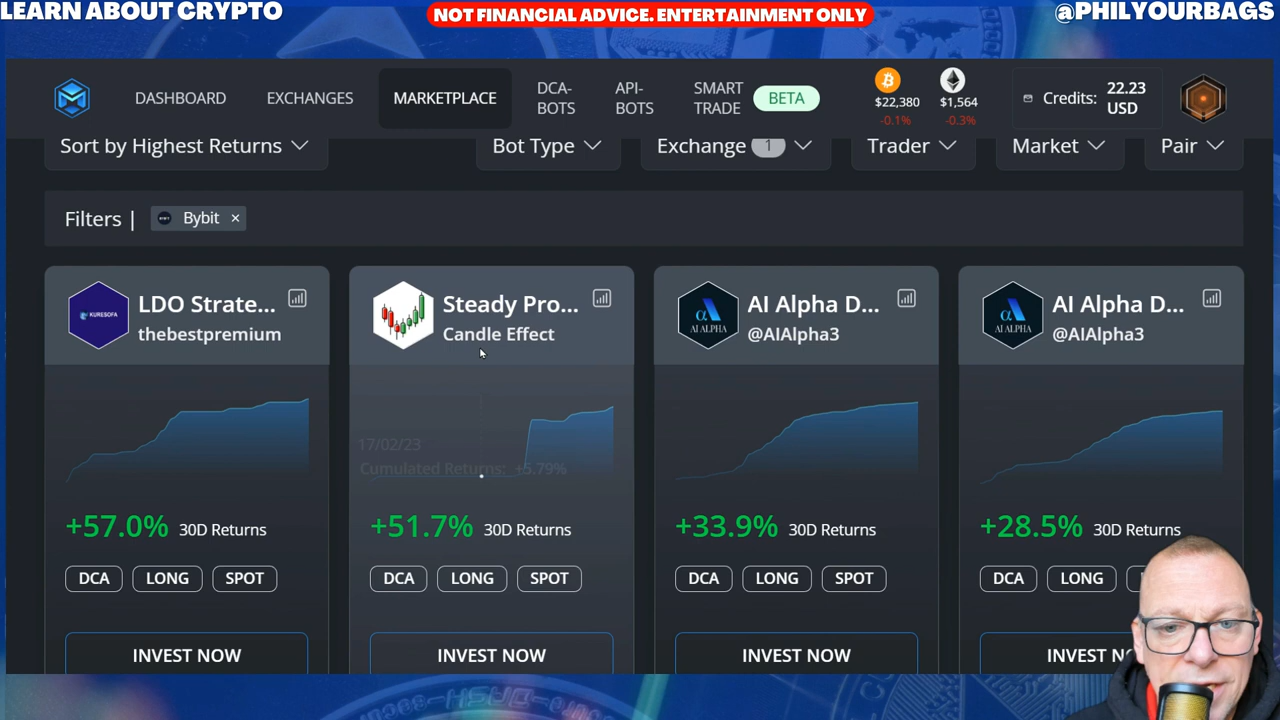 LEARN ABOUT CRYPTO
NOT FINANCIAL ADVICE. ENTERTAINMENT ONLY
@PHILYOURBAGS
DASHBOARD
EXCHANGES
MARKETPLACE
DCA-
BOTS
API-
BOTS
SMART
TRADE
BETA
$22,380
-0.1%
$1,564
-0.3%
Credits:
22.23
USD
Sort by Highest Returns
Bot Type
Exchange 1
Trader
Market
Pair
Filters |
Bybit ×
KURESOFA
LDO Strate...
thebestpremium
Steady Pro...
Candle Effect
AI ALPHA
AI Alpha D...
@AIAlpha3
AI ALPHA
AI Alpha D...
@AIAlpha3
17/02/23
Cumulated Returns: +5.79%
+57.0% 30D Returns
+51.7% 30D Returns
+33.9% 30D Returns
+28.5% 30D Returns
DCA LONG SPOT
DCA LONG SPOT
DCA LONG SPOT
DCA LONG
INVEST NOW
INVEST NOW
INVEST NOW
INVEST